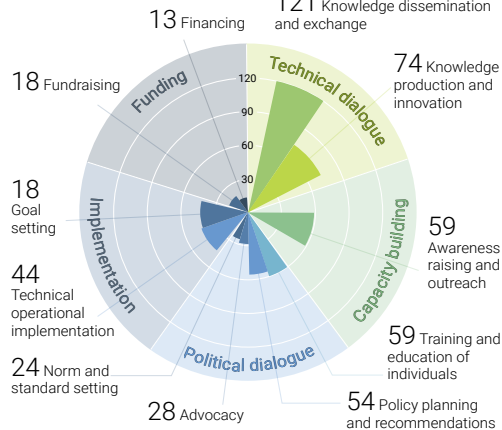 121 Knowledge dissemination
and exchange
13 Financing
74 Knowledge
production and
innovation
18 Fundraising
Funding
Technical dialogue
120
90
60
30
18
Goal
setting
Implementation
Capacity building
59
Awareness
raising and
outreach
44
Technical
operational
implementation
59 Training and
education of
individuals
Political dialogue
24 Norm and
standard setting
28 Advocacy
54 Policy planning
and recommendations